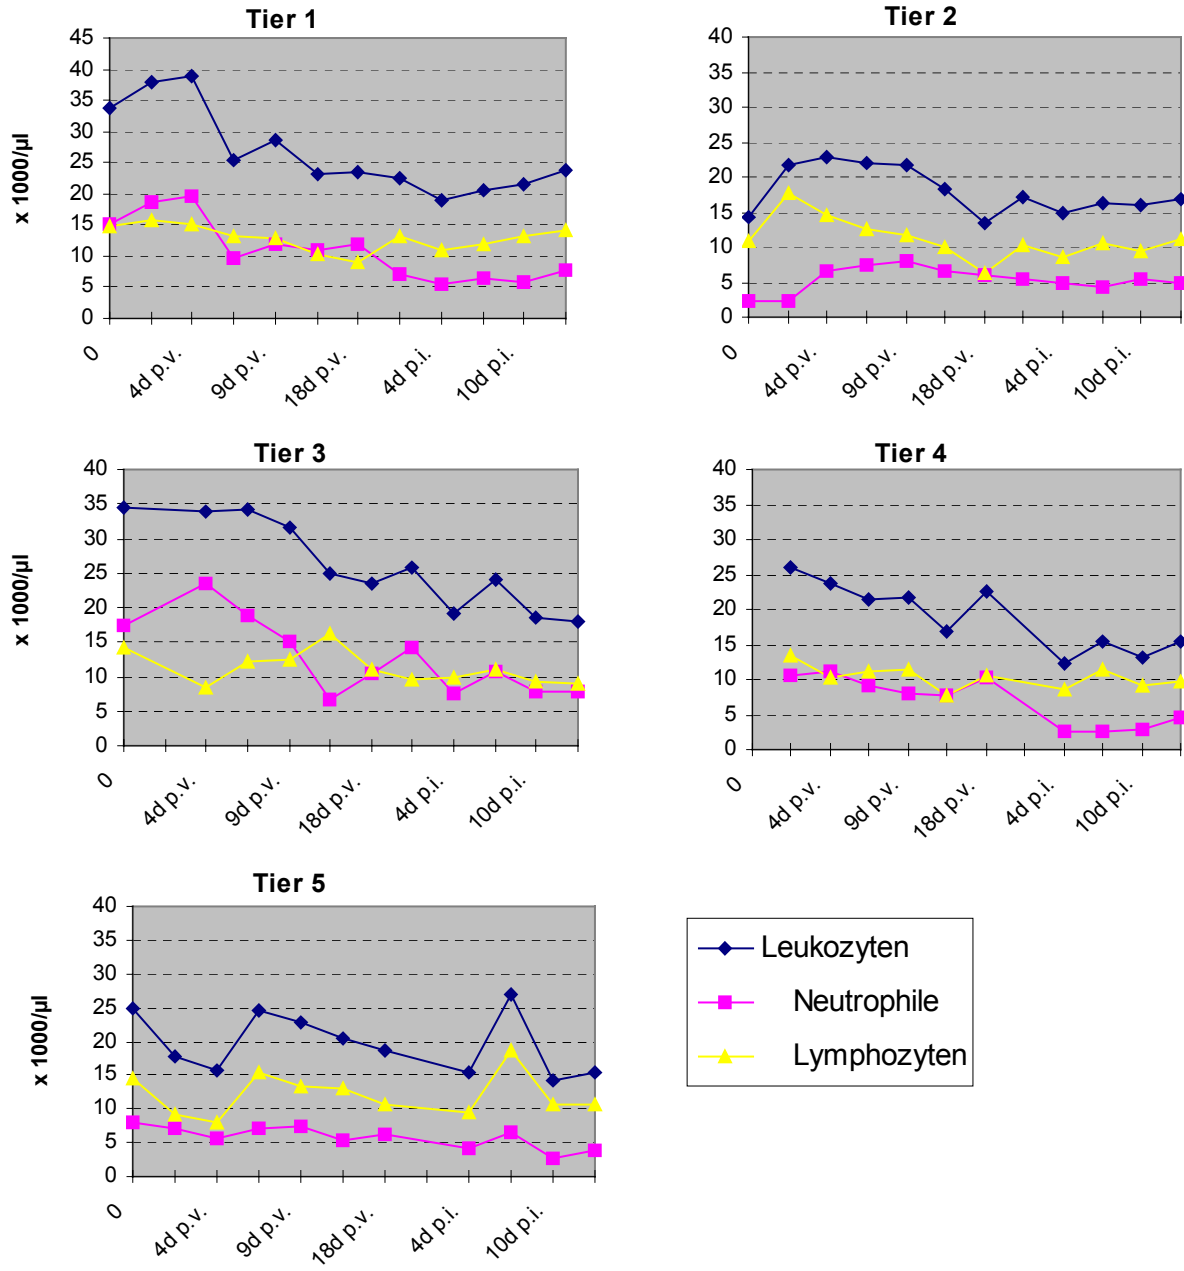 Tier 1
45
40
35
30
25
20
15
10
5
0
x 1000/µl
0
4d p.v.
9d p.v.
18d p.v.
4d p.i.
10d p.i.
Tier 2
40
35
30
25
20
15
10
5
0
0
4d p.v.
9d p.v.
18d p.v.
4d p.i.
10d p.i.
Tier 3
40
35
30
25
20
15
10
5
0
x 1000/µl
0
4d p.v.
9d p.v.
18d p.v.
4d p.i.
10d p.i.
Tier 4
40
35
30
25
20
15
10
5
0
0
4d p.v.
9d p.v.
18d p.v.
4d p.i.
10d p.i.
Tier 5
40
35
30
25
20
15
10
5
0
x 1000/µl
0
4d p.v.
9d p.v.
18d p.v.
4d p.i.
10d p.i.
Leukozyten
Neutrophile
Lymphozyten